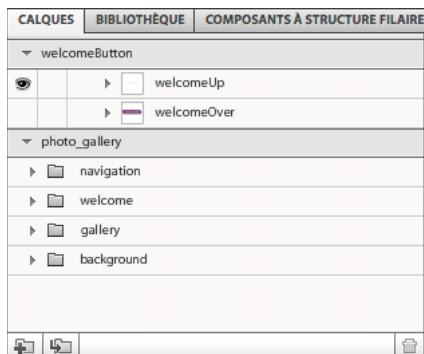 CALQUES BIBLIOTHÈQUE COMPOSANTS À STRUCTURE FILAIRE
welcomeButton
welcomeUp
welcomeOver
photo_gallery
navigation
welcome
gallery
background